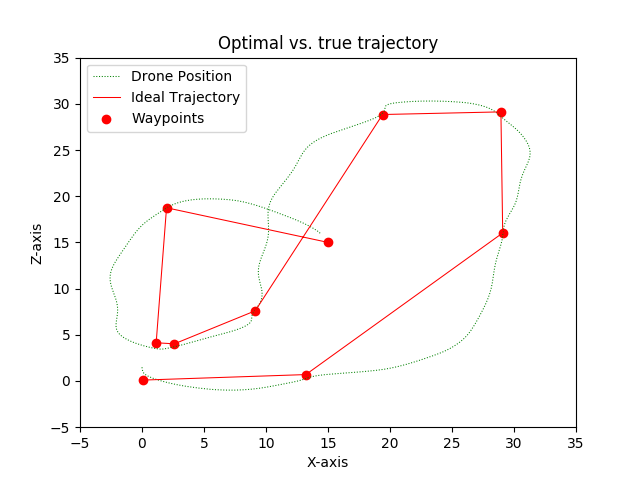 Optimal vs. true trajectory
Drone Position
Ideal Trajectory
Waypoints
35
30
25
20
15
10
5
0
−5
Z-axis
−5 0 5 10 15 20 25 30 35
X-axis